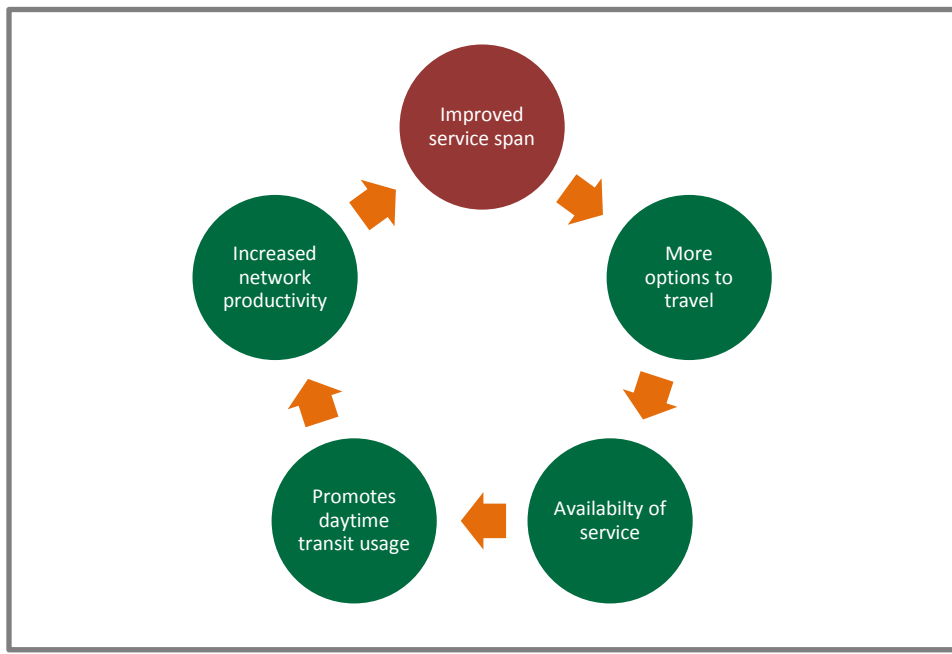 Improved
service span
More
options to
travel
Availabilty of
service
Promotes
daytime
transit usage
Increased
network
productivity